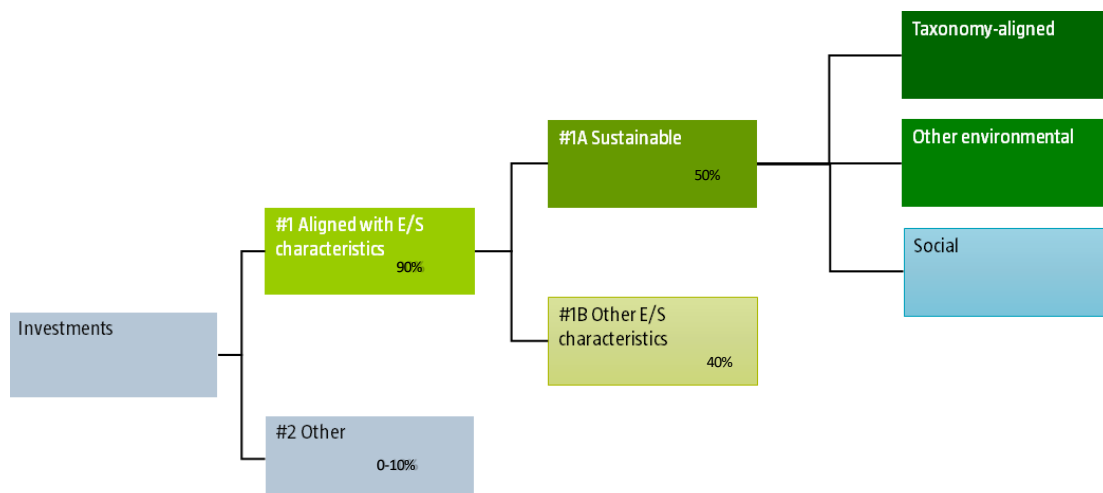 Taxonomy-aligned
#1A Sustainable
50%
Other environmental
#1 Aligned with E/S
characteristics
90%
Social
Investments
#1B Other E/S
characteristics
40%
#2 Other
0-10%